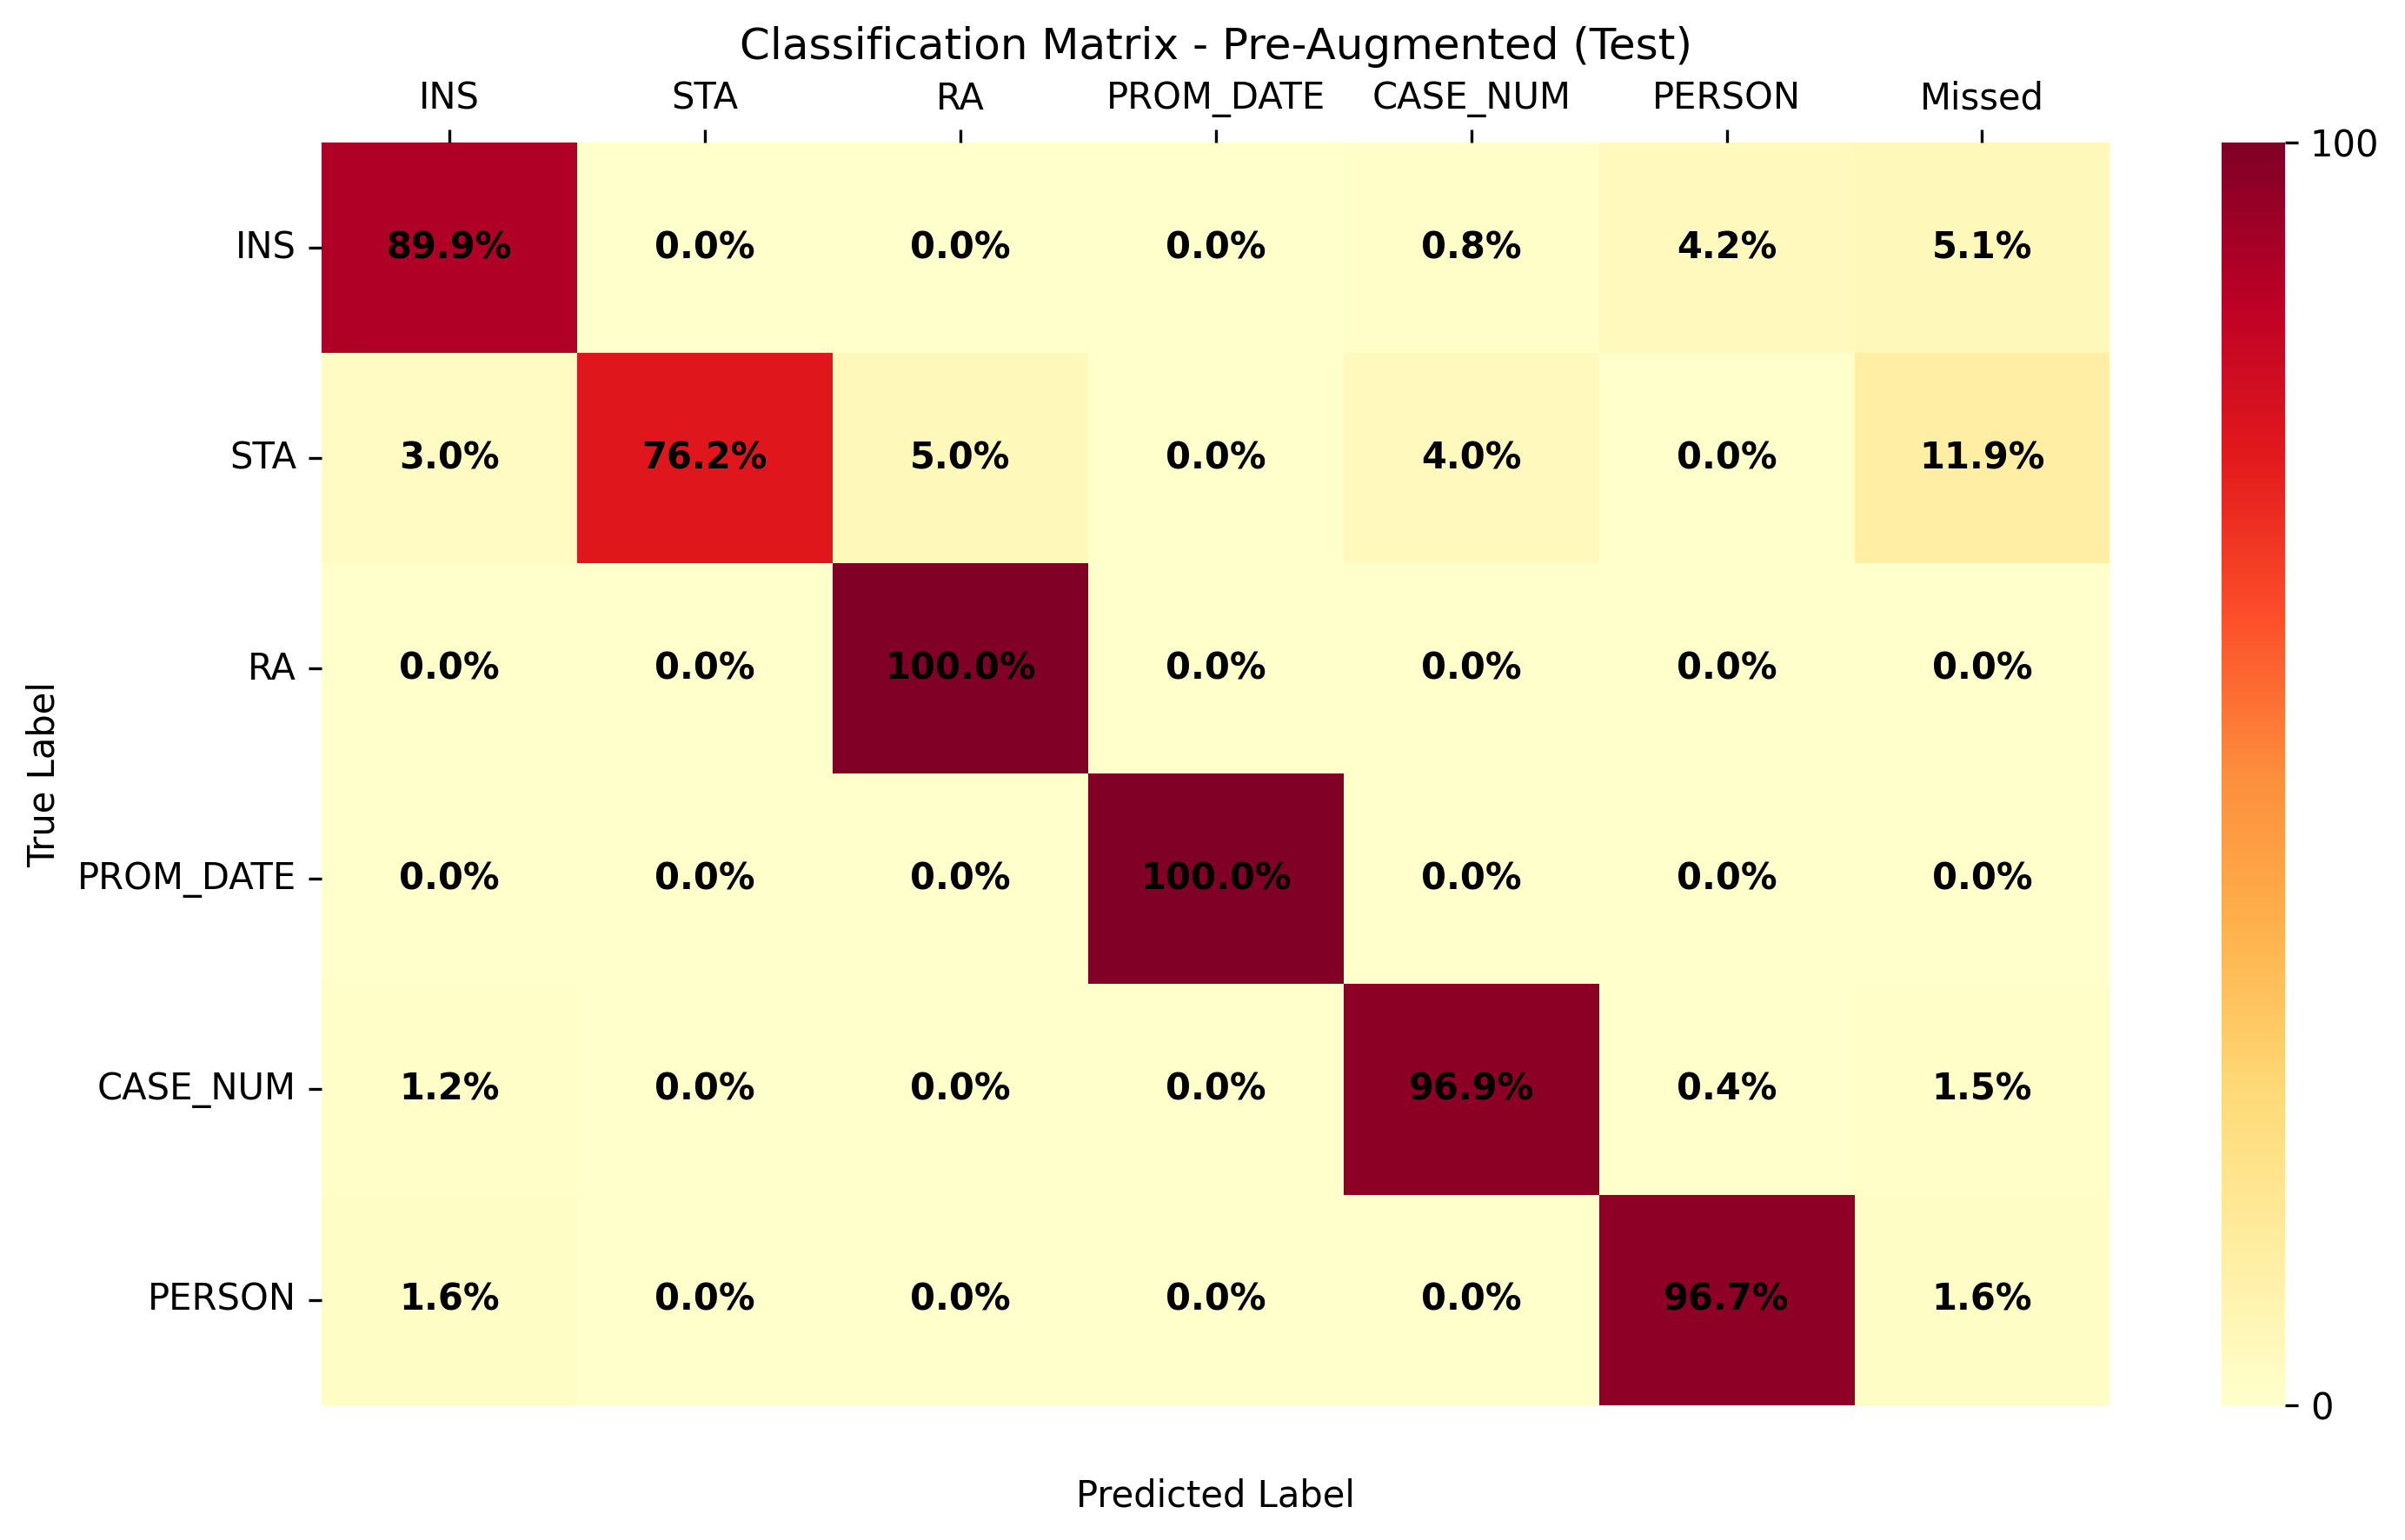 Classification Matrix - Pre-Augmented (Test)
INS STA RA PROM_DATE CASE_NUM PERSON Missed
100
INS 89.9% 0.0% 0.0% 0.0% 0.8% 4.2% 5.1%
STA 3.0% 76.2% 5.0% 0.0% 4.0% 0.0% 11.9%
RA 0.0% 0.0% 100.0% 0.0% 0.0% 0.0% 0.0%
True Label
PROM_DATE 0.0% 0.0% 0.0% 100.0% 0.0% 0.0% 0.0%
CASE_NUM 1.2% 0.0% 0.0% 0.0% 96.9% 0.4% 1.5%
PERSON 1.6% 0.0% 0.0% 0.0% 0.0% 96.7% 1.6%
0
Predicted Label